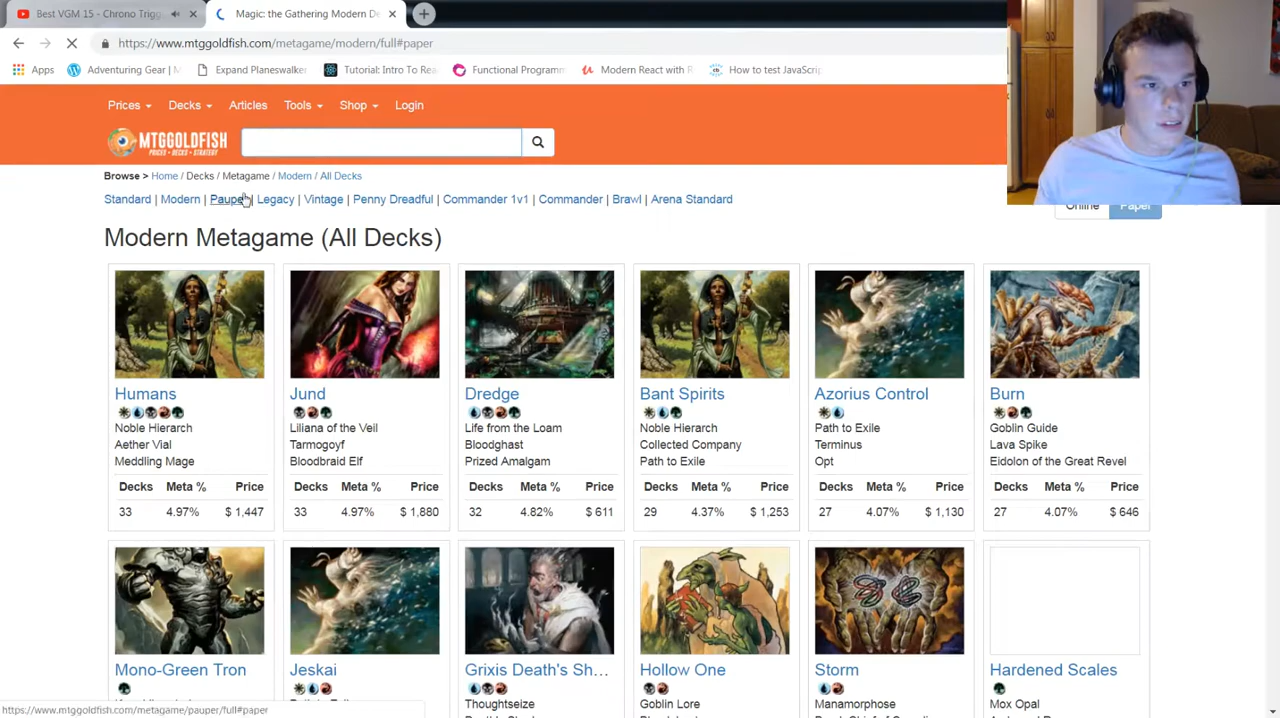 Best VGM 15 - Chrono Trigg
Magic: the Gathering Modern De
https://www.mtggoldfish.com/metagame/modern/full#paper
Apps
Adventuring Gear | M
Expand Planeswalke
Tutorial: Intro To Rea
Functional Programm
Modern React with R
How to test JavaScrip
Prices Decks Articles Tools Shop Login
MTGGOLDFISH
PRICES - DECKS - STRATEGY
Browse > Home / Decks / Metagame / Modern / All Decks
Standard | Modern | Pauper | Legacy | Vintage | Penny Dreadful | Commander 1v1 | Commander | Brawl | Arena Standard
Online Paper
Modern Metagame (All Decks)
Humans
Noble Hierarch
Aether Vial
Meddling Mage
Decks Meta % Price
33 4.97% $ 1,447
Jund
Liliana of the Veil
Tarmogoyf
Bloodbraid Elf
Decks Meta % Price
33 4.97% $ 1,880
Dredge
Life from the Loam
Bloodghast
Prized Amalgam
Decks Meta % Price
32 4.82% $ 611
Bant Spirits
Noble Hierarch
Collected Company
Path to Exile
Decks Meta % Price
29 4.37% $ 1,253
Azorius Control
Path to Exile
Terminus
Opt
Decks Meta % Price
27 4.07% $ 1,130
Burn
Goblin Guide
Lava Spike
Eidolon of the Great Revel
Decks Meta % Price
27 4.07% $ 646
Mono-Green Tron
Jeskai
Grixis Death's Sh...
Thoughtseize
Hollow One
Goblin Lore
Storm
Manamorphose
Hardened Scales
Mox Opal
https://www.mtggoldfish.com/metagame/pauper/full#paper